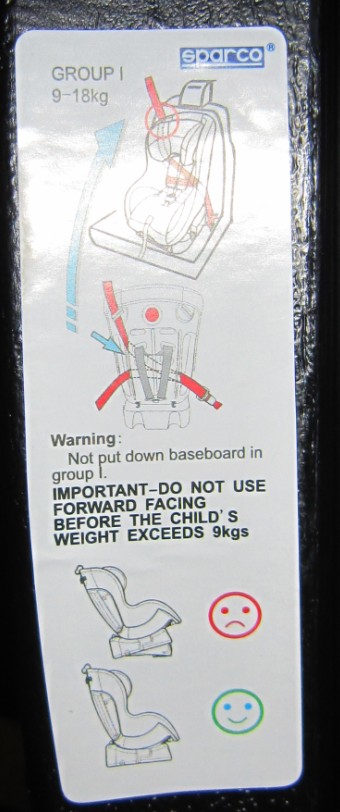 sparco®
GROUP I
9-18kg
Warning:
Not put down baseboard in
group I.
IMPORTANT-DO NOT USE
FORWARD FACING
BEFORE THE CHILD'S
WEIGHT EXCEEDS 9kgs